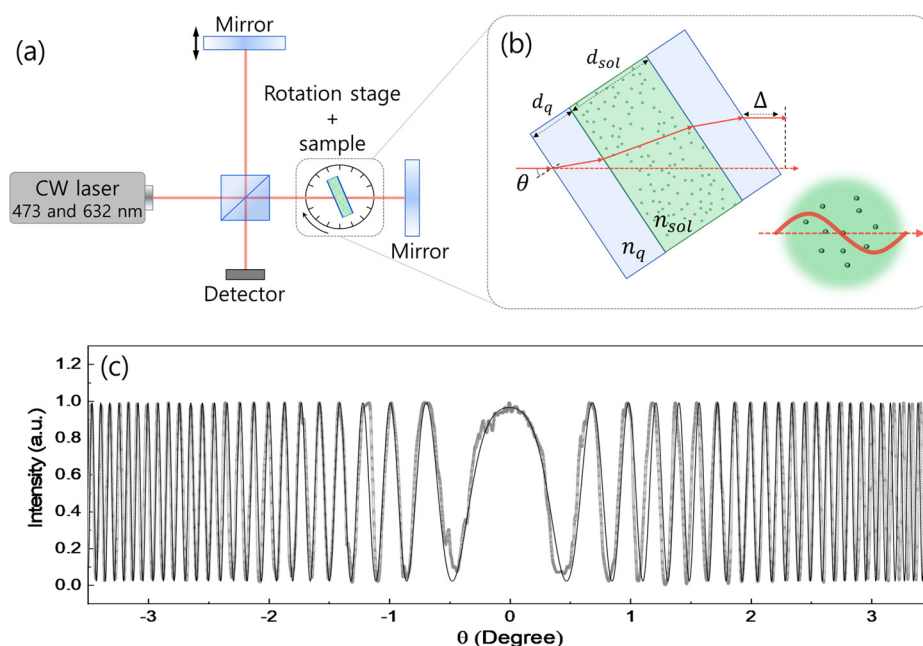 (a)
Mirror
Rotation stage
+
sample
CW laser
473 and 632 nm
Mirror
Detector
(b)
d_sol
d_q
Δ
θ
n_sol
n_q
(c)
Intensity (a.u.)
1.2
1.0
0.8
0.6
0.4
0.2
0.0
-3 -2 -1 0 1 2 3
θ (Degree)